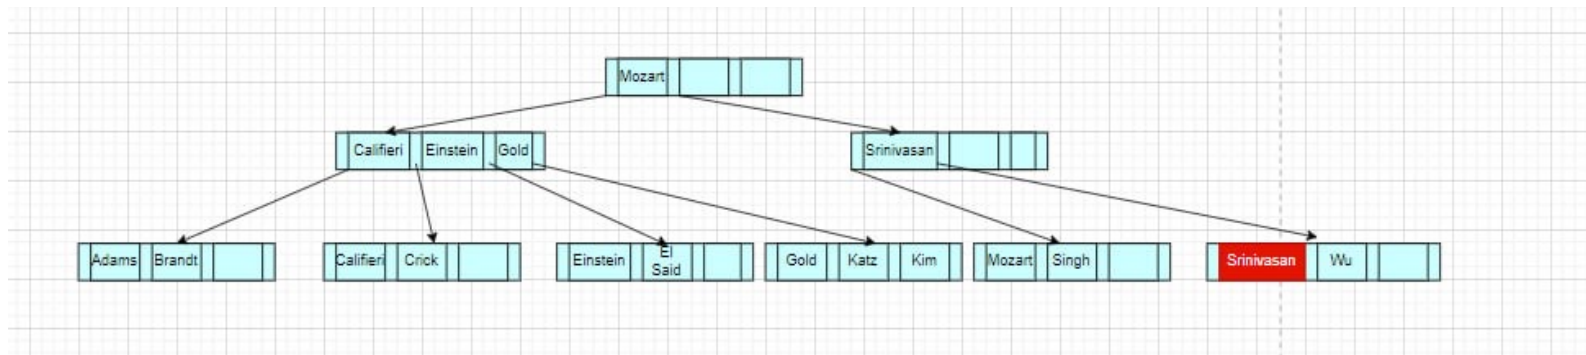 Mozart
Califieri Einstein Gold
Srinivasan
Adams Brandt
Califieri Crick
Einstein El Said
Gold Katz Kim
Mozart Singh
Srinivasan Wu